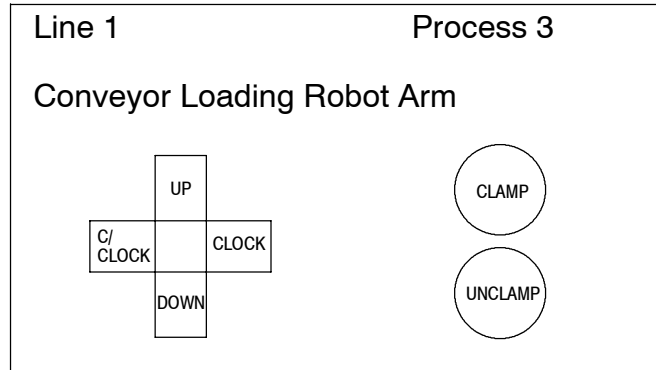 Line 1 Process 3
Conveyor Loading Robot Arm
UP
CLAMP
C/
CLOCK
CLOCK
DOWN
UNCLAMP